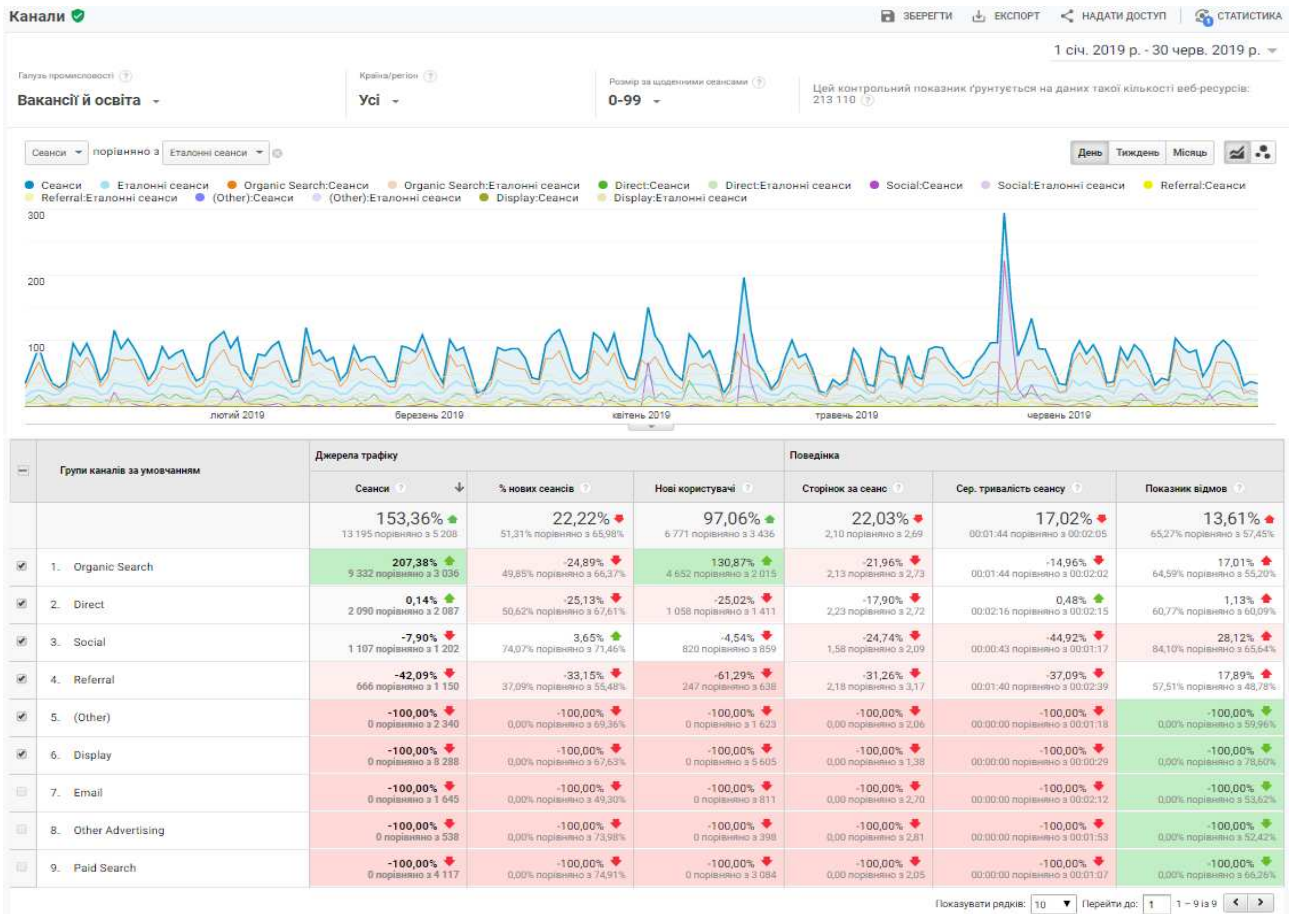 Канали
ЗБЕРЕГТИ ЕКСПОРТ НАДАТИ ДОСТУП 1 СТАТИСТИКА
1 січ. 2019 р. - 30 черв. 2019 р.
Галузь промисловості ? Країна/регіон ? Розмір за щоденними сеансами ?
Вакансії й освіта Усі 0-99
Цей контрольний показник ґрунтується на даних такої кількості веб-ресурсів:
213 110 ?
Сеанси порівняно з Еталонні сеанси День Тиждень Місяць
Сеанси Еталонні сеанси Organic Search:Сеанси Organic Search:Еталонні сеанси Direct:Сеанси Direct:Еталонні сеанси Social:Сеанси Social:Еталонні сеанси Referral:Сеанси
Referral:Еталонні сеанси (Other):Сеанси (Other):Еталонні сеанси Display:Сеанси Display:Еталонні сеанси
300
200
100
лютий 2019 березень 2019 квітень 2019 травень 2019 червень 2019
Групи каналів за умовчанням Джерела трафіку Поведінка
Сеанси ? % нових сеансів ? Нові користувачі ? Сторінок за сеанс ? Сер. тривалість сеансу ? Показник відмов ?
153,36% 22,22% 97,06% 22,03% 17,02% 13,61%
13 195 порівняно з 5 208 51,31% порівняно з 65,98% 6 771 порівняно з 3 436 2,10 порівняно з 2,69 00:01:44 порівняно з 00:02:05 65,27% порівняно з 57,45%
1. Organic Search 207,38% -24,89% 130,87% -21,96% -14,96% 17,01%
9 332 порівняно з 3 036 49,85% порівняно з 66,37% 4 652 порівняно з 2 015 2,13 порівняно з 2,73 00:01:44 порівняно з 00:02:02 64,59% порівняно з 55,20%
2. Direct 0,14% -25,13% -25,02% -17,90% 0,48% 1,13%
2 090 порівняно з 2 087 50,62% порівняно з 67,61% 1 058 порівняно з 1 411 2,23 порівняно з 2,72 00:02:16 порівняно з 00:02:15 60,77% порівняно з 60,09%
3. Social -7,90% 3,65% -4,54% -24,74% -44,92% 28,12%
1 107 порівняно з 1 202 74,07% порівняно з 71,46% 820 порівняно з 859 1,58 порівняно з 2,09 00:00:43 порівняно з 00:01:17 84,10% порівняно з 65,64%
4. Referral -42,09% -33,15% -61,29% -31,26% -37,09% 17,89%
666 порівняно з 1 150 37,09% порівняно з 55,48% 247 порівняно з 638 2,18 порівняно з 3,17 00:01:40 порівняно з 00:02:39 57,51% порівняно з 48,78%
5. (Other) -100,00% -100,00% -100,00% -100,00% -100,00% -100,00%
0 порівняно з 2 340 0,00% порівняно з 69,36% 0 порівняно з 1 623 0,00 порівняно з 2,06 00:00:00 порівняно з 00:01:18 0,00% порівняно з 59,96%
6. Display -100,00% -100,00% -100,00% -100,00% -100,00% -100,00%
0 порівняно з 8 288 0,00% порівняно з 67,63% 0 порівняно з 5 605 0,00 порівняно з 1,38 00:00:00 порівняно з 00:00:29 0,00% порівняно з 78,60%
7. Email -100,00% -100,00% -100,00% -100,00% -100,00% -100,00%
0 порівняно з 1 645 0,00% порівняно з 49,30% 0 порівняно з 811 0,00 порівняно з 2,70 00:00:00 порівняно з 00:02:12 0,00% порівняно з 53,62%
8. Other Advertising -100,00% -100,00% -100,00% -100,00% -100,00% -100,00%
0 порівняно з 538 0,00% порівняно з 73,98% 0 порівняно з 398 0,00 порівняно з 2,81 00:00:00 порівняно з 00:01:53 0,00% порівняно з 52,42%
9. Paid Search -100,00% -100,00% -100,00% -100,00% -100,00% -100,00%
0 порівняно з 4 117 0,00% порівняно з 74,91% 0 порівняно з 3 084 0,00 порівняно з 2,05 00:00:00 порівняно з 00:01:07 0,00% порівняно з 66,26%
Показувати рядків: 10 Перейти до: 1 1 – 9 із 9